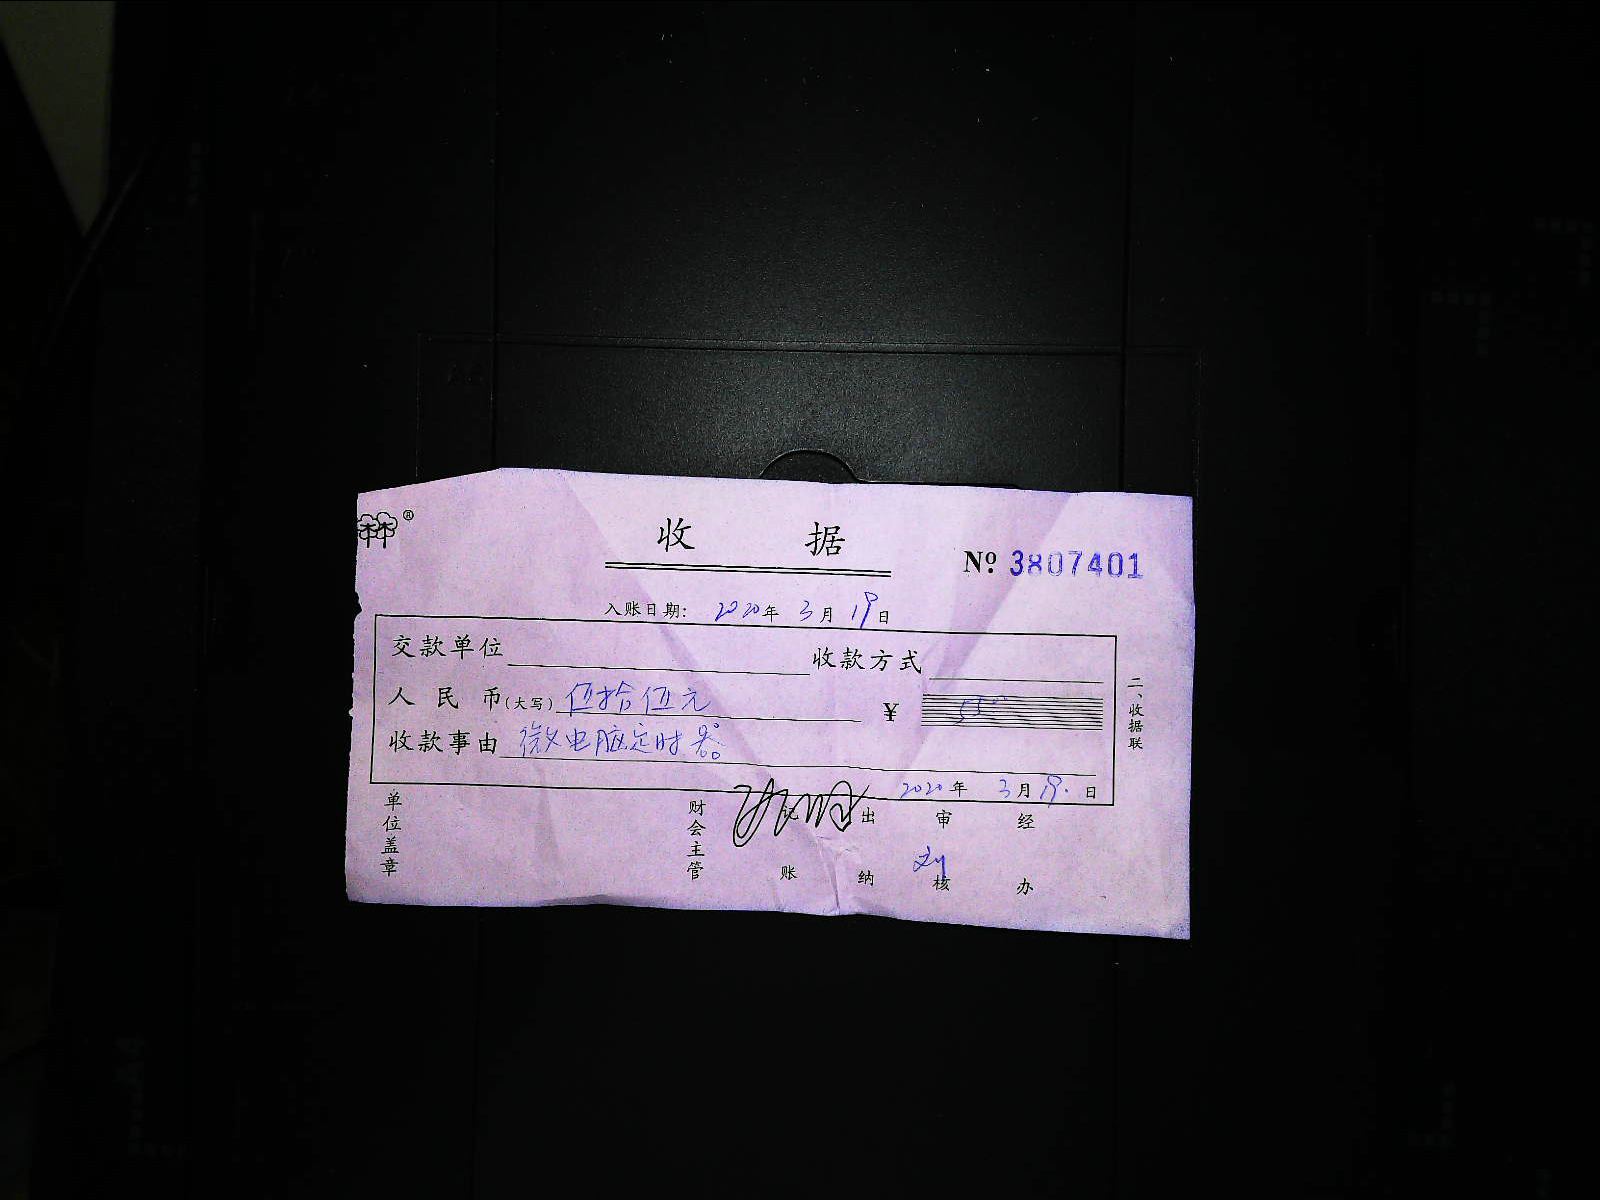 ®
收 据
№ 3807401
入账日期: 2020年 3月 19日
交款单位 收款方式
人民币(大写) 伍拾伍元 ¥ 55
收款事由 微电脑定时器
2020年 3月 19日
二、收据联
单位盖章
财会主管
记账
出纳
审核
经办
刘